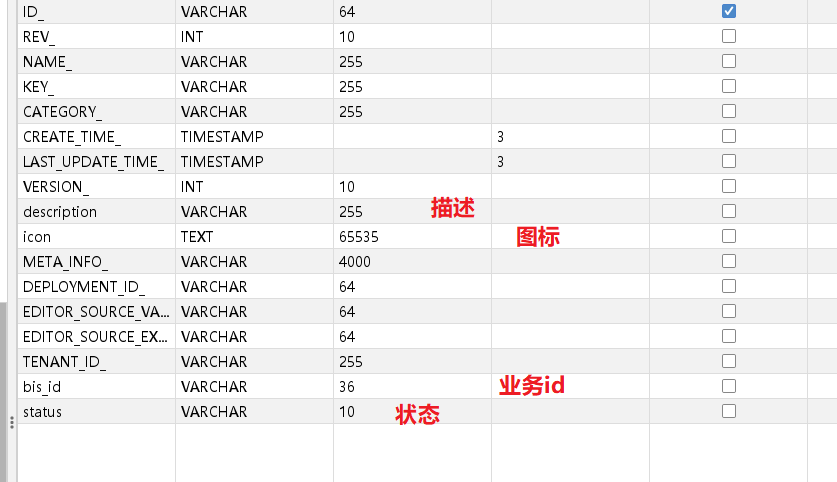 ID_ VARCHAR 64
REV_ INT 10
NAME_ VARCHAR 255
KEY_ VARCHAR 255
CATEGORY_ VARCHAR 255
CREATE_TIME_ TIMESTAMP 3
LAST_UPDATE_TIME_ TIMESTAMP 3
VERSION_ INT 10
description VARCHAR 255 描述
icon TEXT 65535 图标
META_INFO_ VARCHAR 4000
DEPLOYMENT_ID_ VARCHAR 64
EDITOR_SOURCE_VA... VARCHAR 64
EDITOR_SOURCE_EX... VARCHAR 64
TENANT_ID_ VARCHAR 255
bis_id VARCHAR 36 业务id
status VARCHAR 10 状态